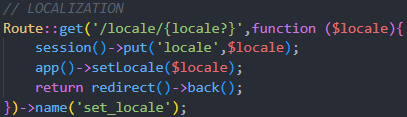 // LOCALIZATION
Route::get('/locale/{locale?}',function ($locale){
    session()->put('locale',$locale);
    app()->setLocale($locale);
    return redirect()->back();
})->name('set_locale');